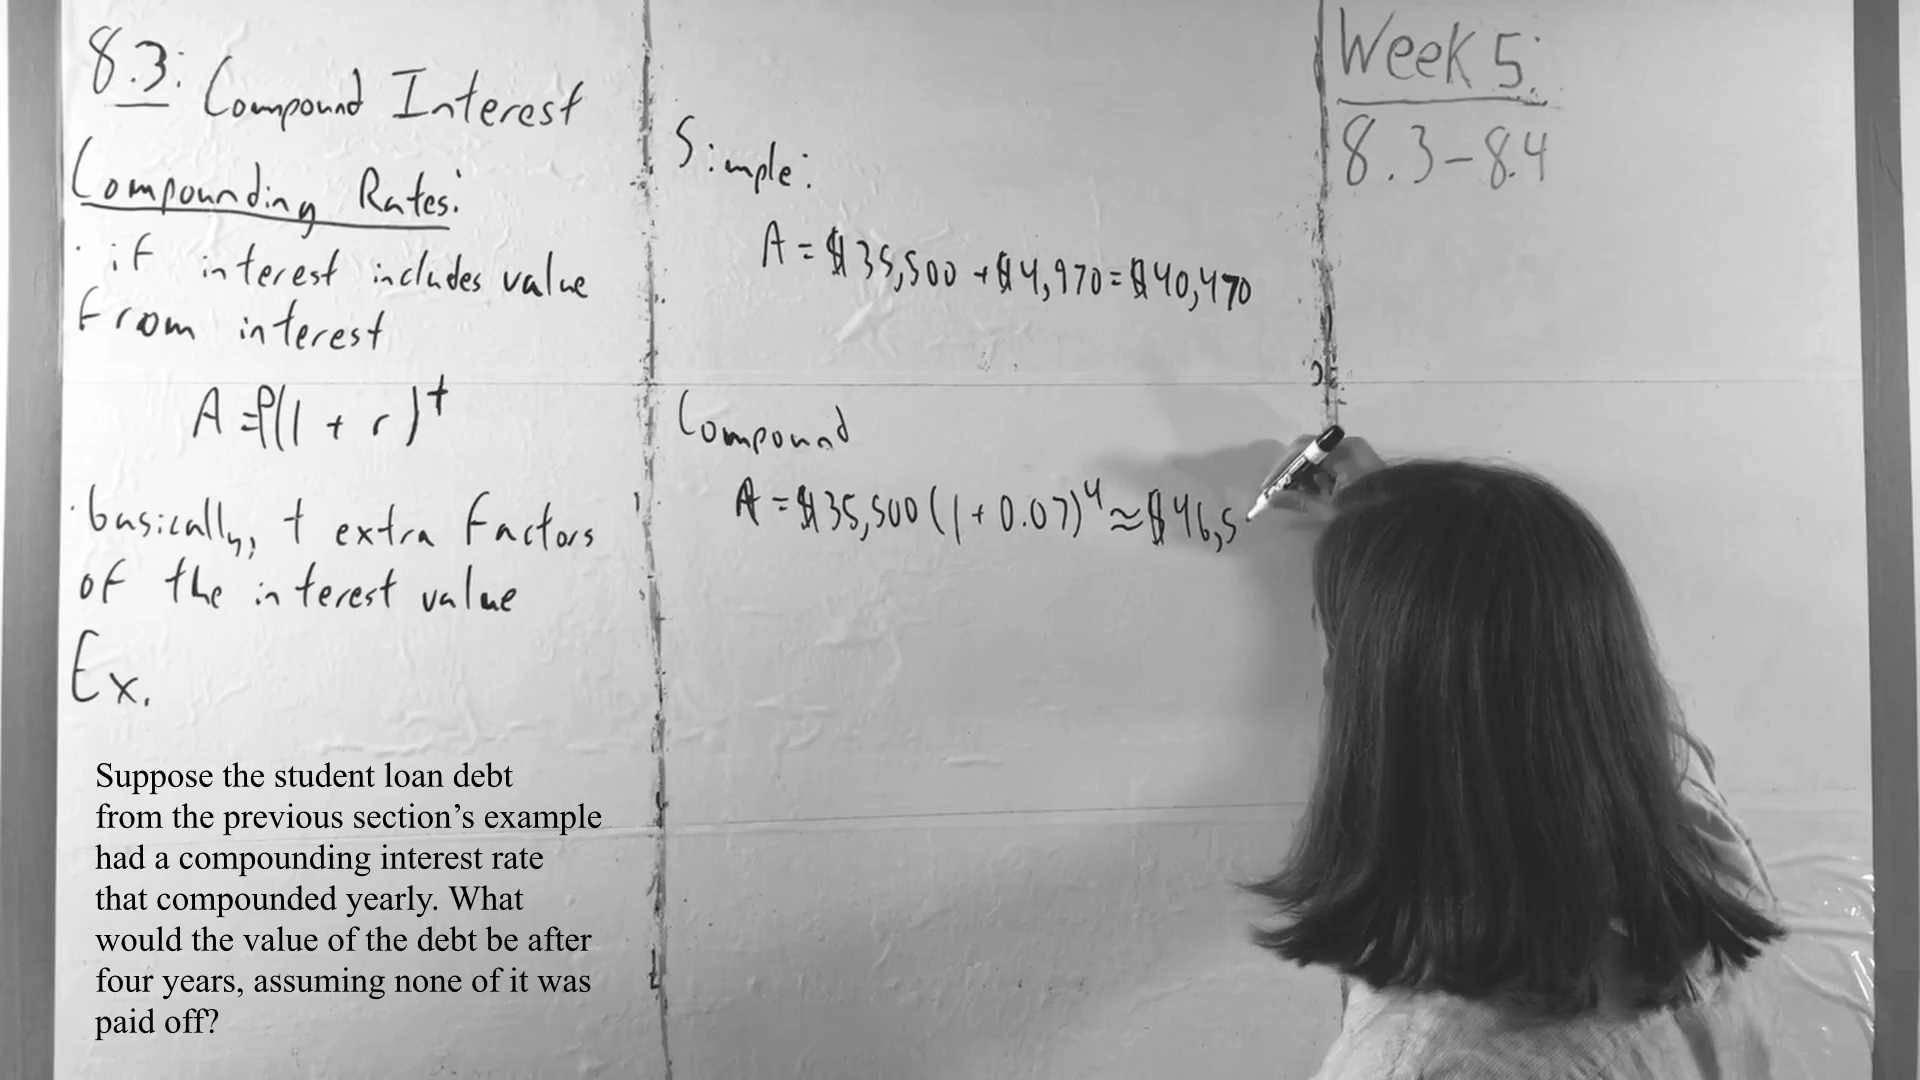 8.3: Compound Interest
Compounding Rates:
· if interest includes value
from interest
A = P(1 + r)^t
· basically, t extra factors
of the interest value
Ex.
Suppose the student loan debt
from the previous section’s example
had a compounding interest rate
that compounded yearly. What
would the value of the debt be after
four years, assuming none of it was
paid off?
Simple:
A = $35,500 + $4,970 = $40,470
Compound
A = $35,500 (1 + 0.07)^4 ≈ $46,5
Week 5:
8.3-8.4